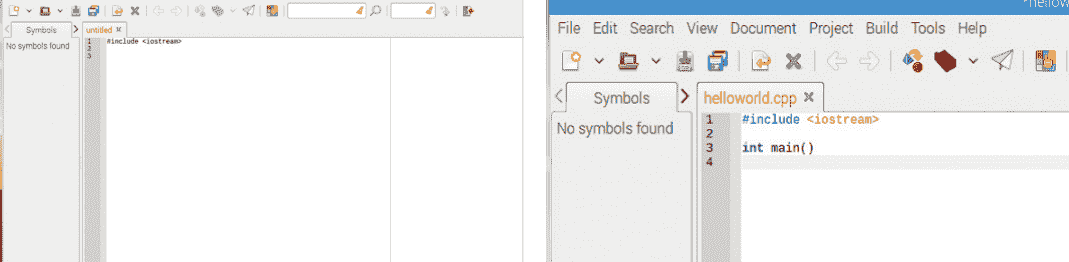 Symbols
untitled
No symbols found
1 #include <iostream>
2
3
*hellow
File Edit Search View Document Project Build Tools Help
Symbols
helloworld.cpp
No symbols found
1 #include <iostream>
2
3 int main()
4